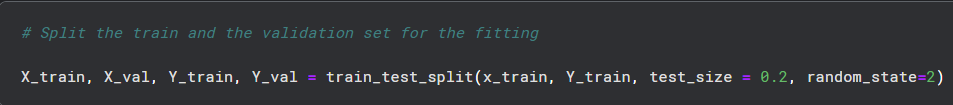 # Split the train and the validation set for the fitting
X_train, X_val, Y_train, Y_val = train_test_split(x_train, Y_train, test_size = 0.2, random_state=2)